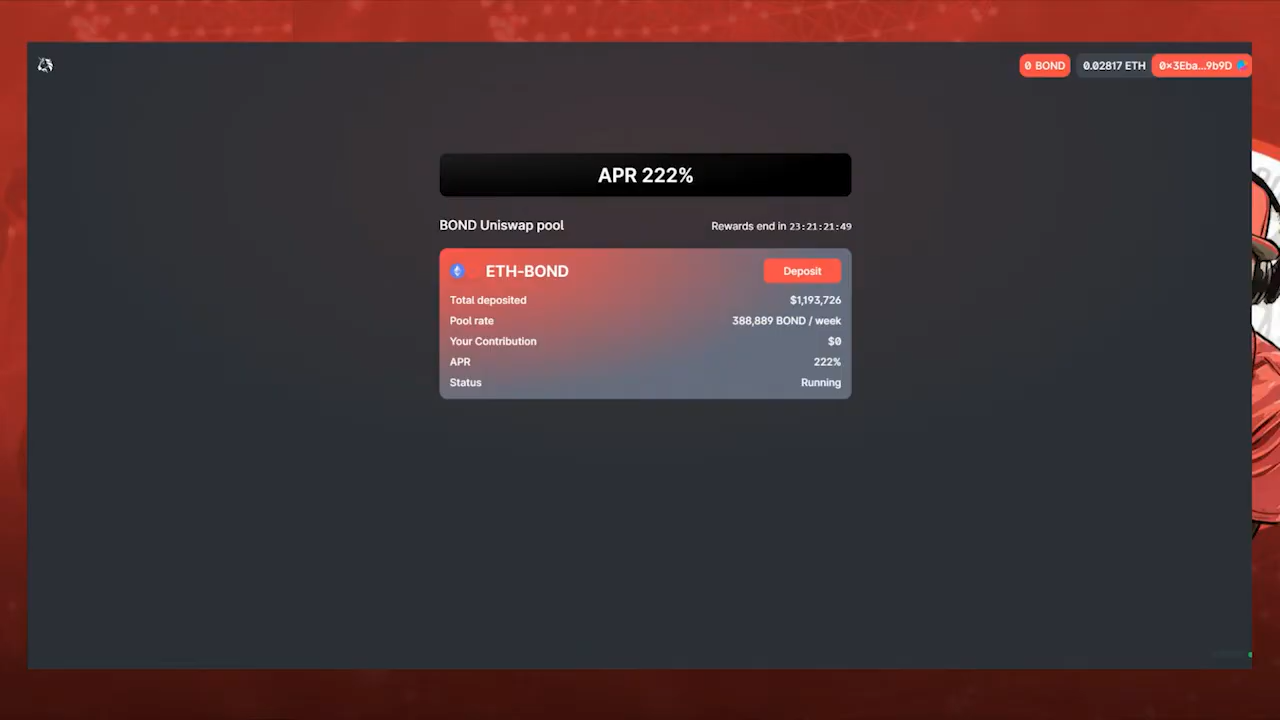 0 BOND 0.02817 ETH 0×3Eba...9b9D
APR 222%
BOND Uniswap pool Rewards end in 23:21:21:49
ETH-BOND Deposit
Total deposited $1,193,726
Pool rate 388,889 BOND / week
Your Contribution $0
APR 222%
Status Running